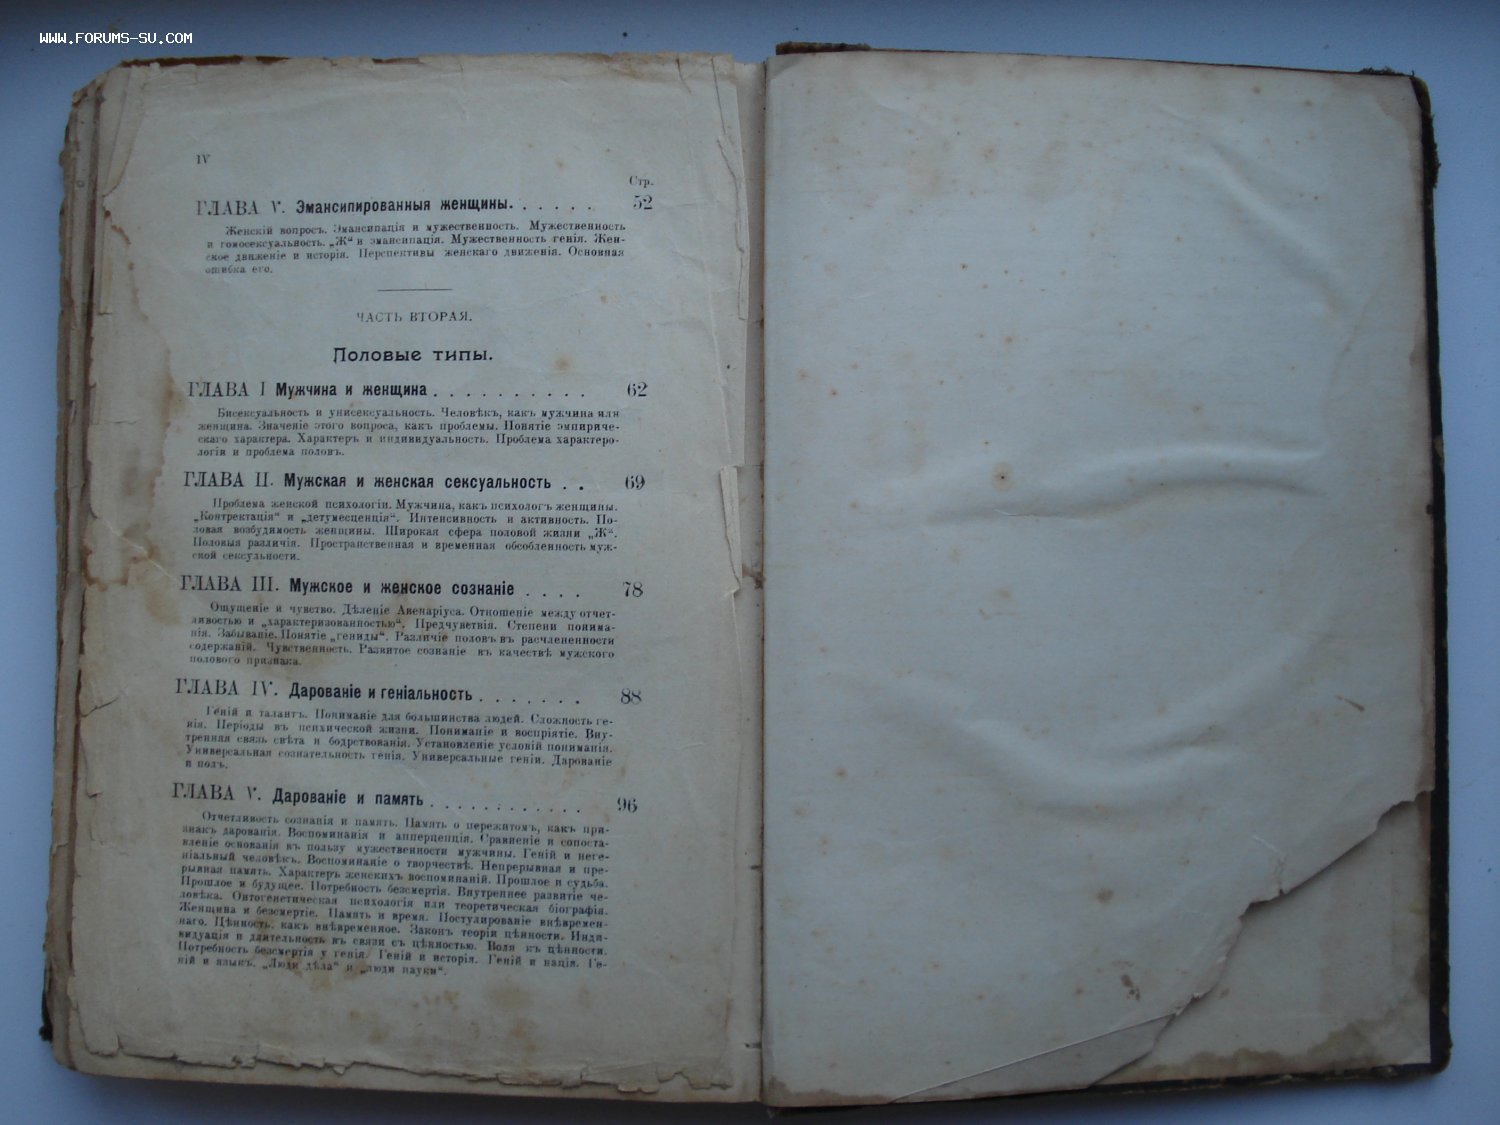 WWW.FORUMS-SU.COM
IV
Стр.
ГЛАВА V. Эмансипированныя женщины. . . . . . 52
Женскій вопросъ. Эмансипація и мужественность. Мужественность
и гомосексуальность. „Ж“ и эмансипація. Мужественность генія. Жен-
ское движеніе и исторія. Перспективы женскаго движенія. Основная
ошибка его.
ЧАСТЬ ВТОРАЯ.
Половые типы.
ГЛАВА I Мужчина и женщина . . . . . . . . . . 62
Бисексуальность и унисексуальность. Человѣкъ, какъ мужчина или
женщина. Значеніе этого вопроса, какъ проблемы. Понятіе эмпириче-
скаго характера. Характеръ и индивидуальность. Проблема характеро-
логіи и проблема половъ.
ГЛАВА II. Мужская и женская сексуальность . . 69
Проблема женской психологіи. Мужчина, какъ психологъ женщины.
„Контректація“ и „детумесценція“. Интенсивность и активность. По-
ловая возбудимость женщины. Широкая сфера половой жизни „Ж“.
Половыя различія. Пространственная и временная обсобленность муж-
ской сексульности.
ГЛАВА III. Мужское и женское сознаніе . . . . 78
Ощущеніе и чувство. Дѣленіе Авенаріуса. Отношеніе между отчет-
ливостью и „характеризованностью“. Предчувствія. Степени понима-
нія. Забываніе. Понятіе „гениды“. Различіе половъ въ расчлененности
содержаній. Чувственность. Развитое сознаніе въ качествѣ мужского
полового признака.
ГЛАВА IV. Дарованіе и геніальность . . . . . . . 88
Геній и талантъ. Пониманіе для большинства людей. Сложность ге-
нія. Періоды въ психической жизни. Пониманіе и воспріятіе. Вну-
тренняя связь свѣта и бодрствованія. Установленіе условій пониманія.
Универсальная сознательность генія. Универсальные геніи. Дарованіе
и полъ.
ГЛАВА V. Дарованіе и память . . . . . . . . . . . . 96
Отчетливость сознанія и память. Память о пережитомъ, какъ при-
знакъ дарованія. Воспоминанія и апперцепція. Сравненіе и сопоста-
вленіе основанія въ пользу мужественности мужчины. Геній и неге-
ніальный человѣкъ. Воспоминаніе о творчествѣ. Непрерывная и пре-
рывная память. Характеръ женскихъ воспоминаній. Прошлое и судьба.
Прошлое и будущее. Потребность безсмертія. Внутреннее развитіе че-
ловѣка. Онтогенетическая психологія или теоретическая біографія.
Женщина и безсмертіе. Память и время. Постулированіе внѣвремен-
наго. Цѣнность, какъ внѣвременное. Законъ теоріи цѣнности. Инди-
видуація и длительность въ связи съ цѣнностью. Воля къ цѣнности.
Потребность безсмертія у генія. Геній и исторія. Геній и нація. Ге-
ній и языкъ. „Люди дѣла“ и „люди науки“.